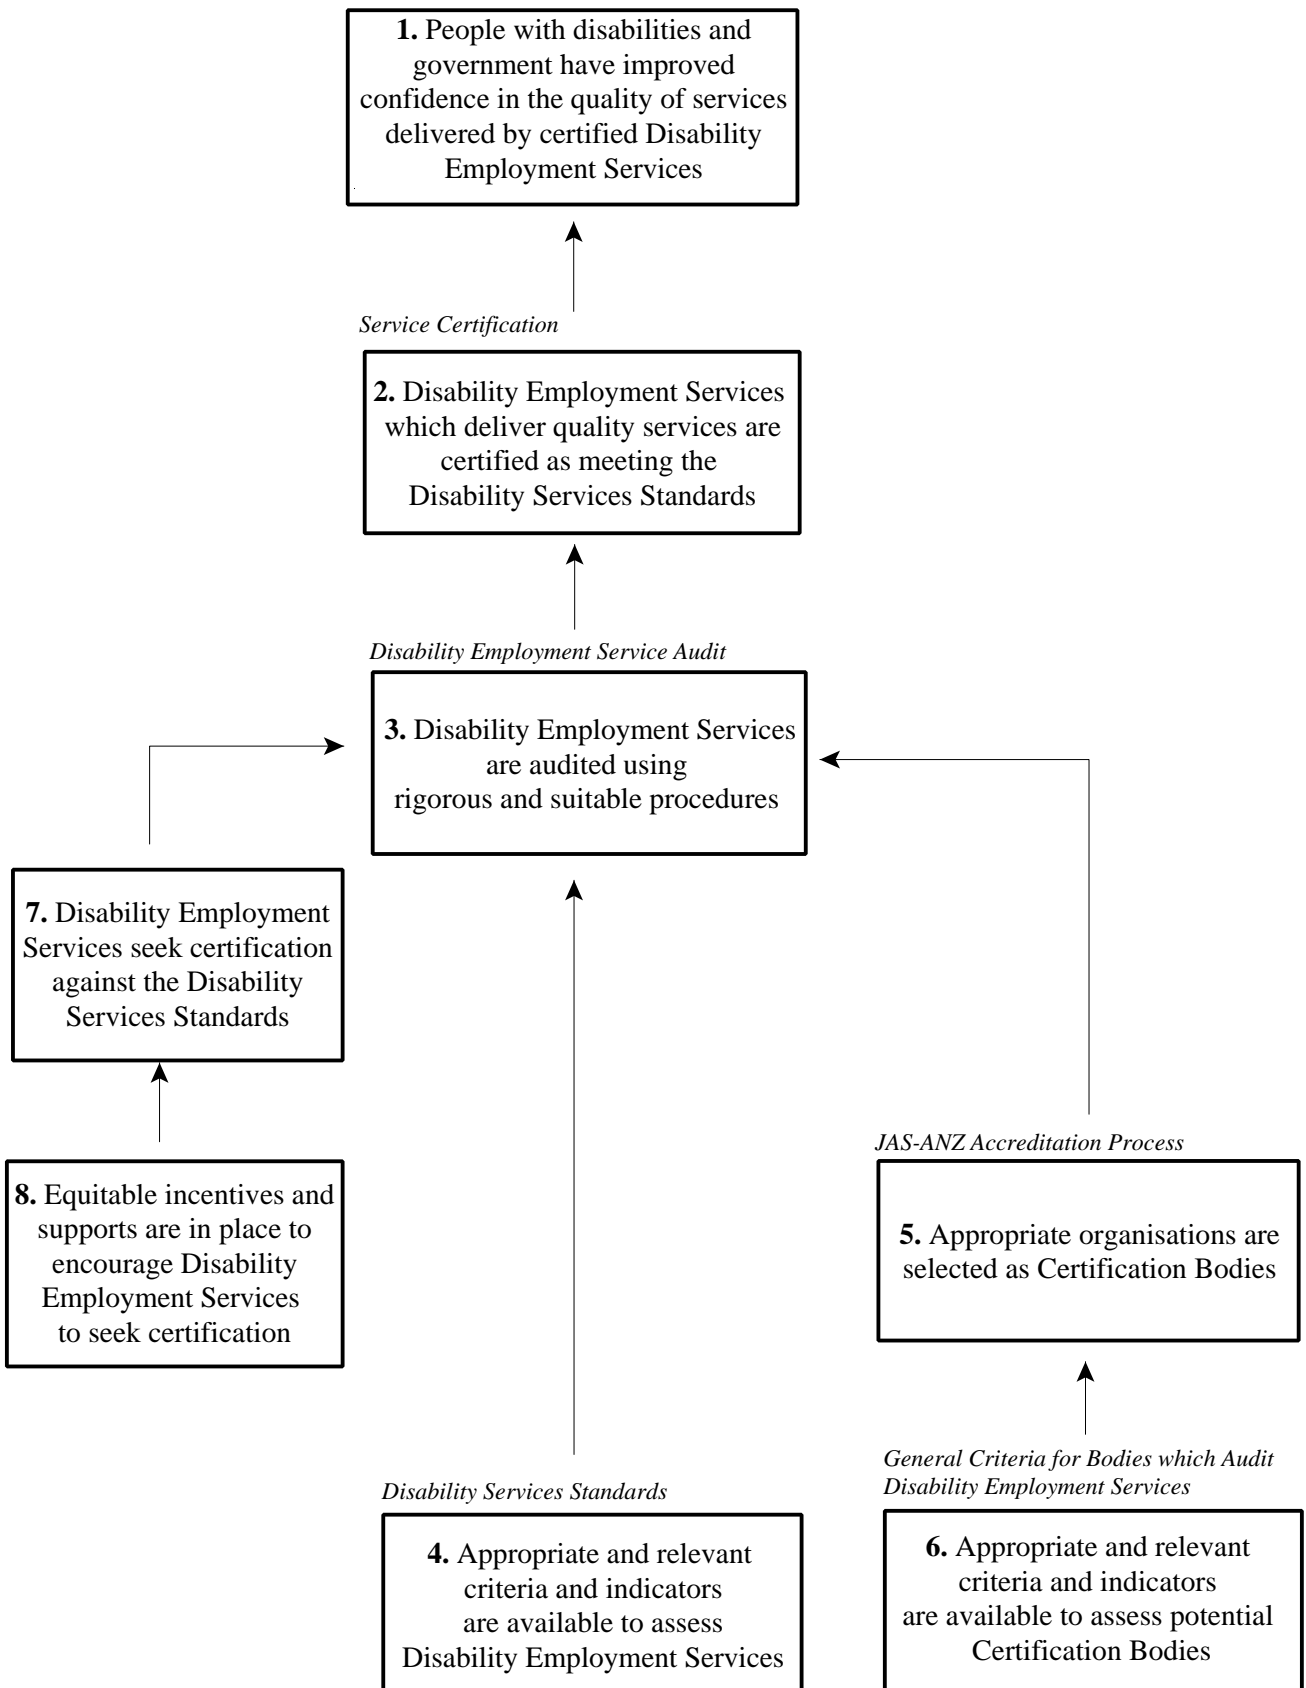 1. People with disabilities and
government have improved
confidence in the quality of services
delivered by certified Disability
Employment Services
Service Certification
2. Disability Employment Services
which deliver quality services are
certified as meeting the
Disability Services Standards
Disability Employment Service Audit
3. Disability Employment Services
are audited using
rigorous and suitable procedures
7. Disability Employment
Services seek certification
against the Disability
Services Standards
8. Equitable incentives and
supports are in place to
encourage Disability
Employment Services
to seek certification
JAS-ANZ Accreditation Process
5. Appropriate organisations are
selected as Certification Bodies
Disability Services Standards
4. Appropriate and relevant
criteria and indicators
are available to assess
Disability Employment Services
General Criteria for Bodies which Audit
Disability Employment Services
6. Appropriate and relevant
criteria and indicators
are available to assess potential
Certification Bodies